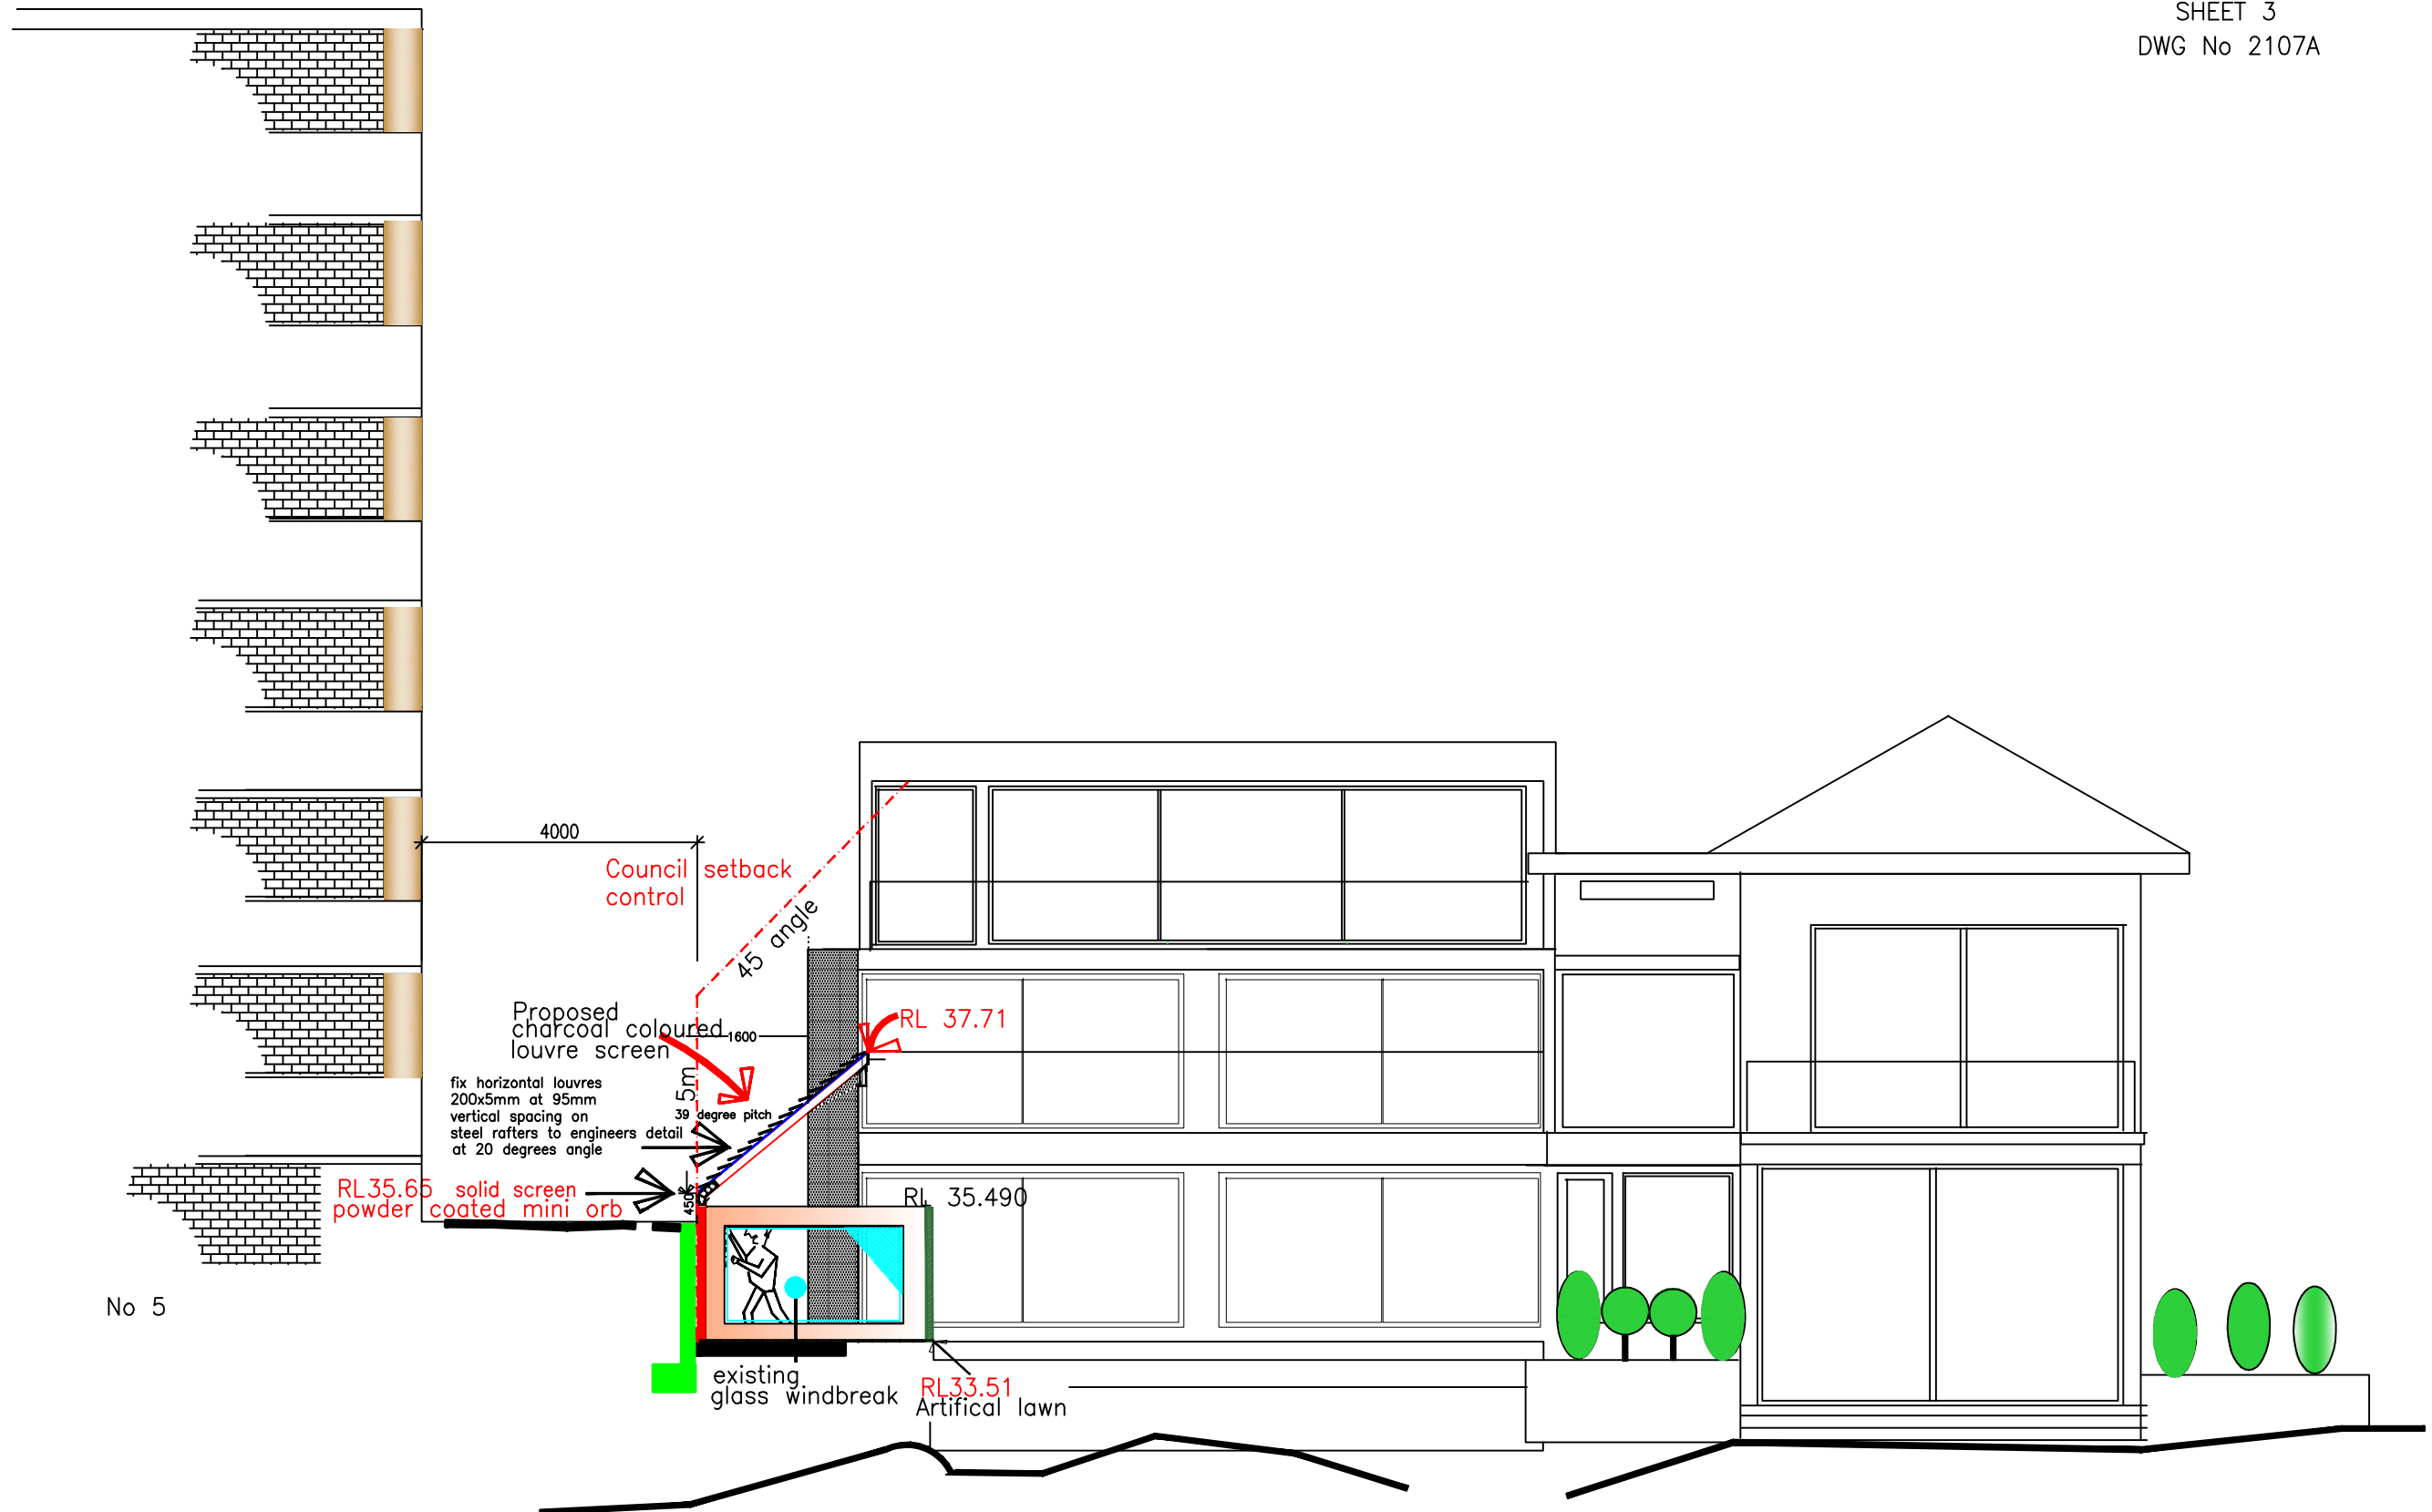 SHEET 3
DWG No 2107A
4000
Council setback
control
45 angle
Proposed
charcoal coloured
louvre screen
1600
RL 37.71
5m
fix horizontal louvres
200x5mm at 95mm
vertical spacing on
steel rafters to engineers detail
at 20 degrees angle
39 degree pitch
RL35.65 solid screen
powder coated mini orb
450
RL 35.490
No 5
existing
glass windbreak
RL33.51
Artifical lawn